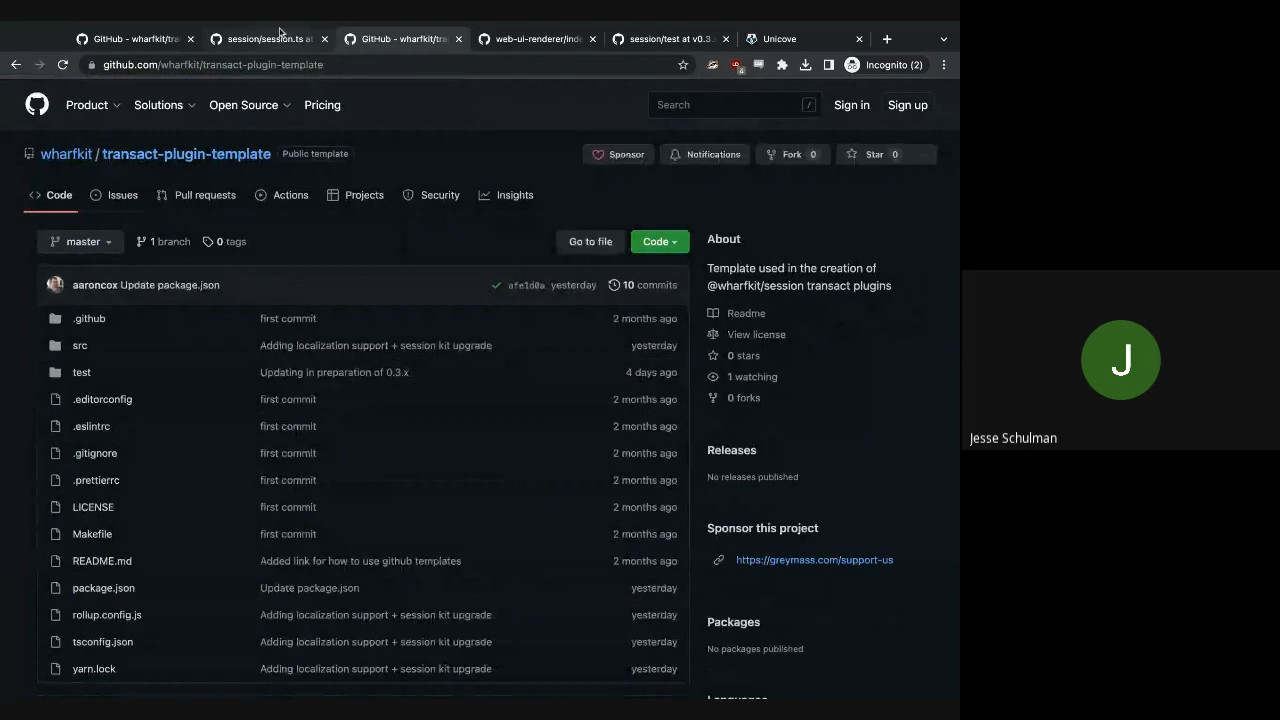 GitHub - wharfkit/tra
session/session.ts at
GitHub - wharfkit/tra
web-ui-renderer/inde
session/test at v0.3.
Unicove
github.com/wharfkit/transact-plugin-template
Incognito (2)
Product
Solutions
Open Source
Pricing
Search
/
Sign in
Sign up
wharfkit / transact-plugin-template
Public template
Sponsor
Notifications
Fork 0
Star 0
Code
Issues
Pull requests
Actions
Projects
Security
Insights
master
1 branch
0 tags
Go to file
Code
aaroncox Update package.json
afe1d0a yesterday
10 commits
.github first commit 2 months ago
src Adding localization support + session kit upgrade yesterday
test Updating in preparation of 0.3.x 4 days ago
.editorconfig first commit 2 months ago
.eslintrc first commit 2 months ago
.gitignore first commit 2 months ago
.prettierrc first commit 2 months ago
LICENSE first commit 2 months ago
Makefile first commit 2 months ago
README.md Added link for how to use github templates 2 months ago
package.json Update package.json yesterday
rollup.config.js Adding localization support + session kit upgrade yesterday
tsconfig.json Adding localization support + session kit upgrade yesterday
yarn.lock Adding localization support + session kit upgrade yesterday
About
Template used in the creation of
@wharfkit/session transact plugins
Readme
View license
0 stars
1 watching
0 forks
Releases
No releases published
Sponsor this project
https://greymass.com/support-us
Packages
No packages published
J
Jesse Schulman